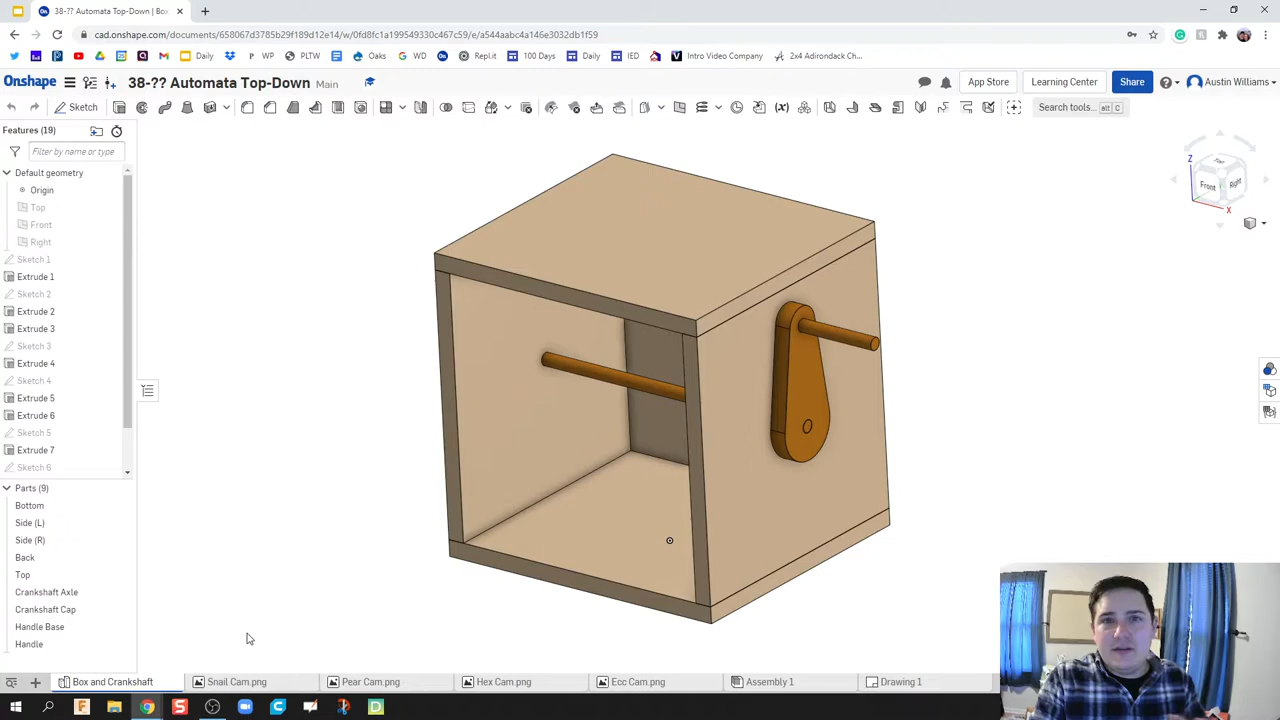 38-?? Automata Top-Down | Box
cad.onshape.com/documents/658067d3785b29f189d12e14/w/0fd8fc1a199549330c467c59/e/a544aabc4a146e3032db1f59
Daily
WP
PLTW
Oaks
WD
100 Days
Daily
IED
Repl.it
Intro Video Company
2x4 Adirondack Ch...
Onshape
38-?? Automata Top-Down Main
App Store
Learning Center
Share
Austin Williams
Sketch
Search tools... alt C
Features (19)
Filter by name or type
Default geometry
Origin
Top
Front
Right
Sketch 1
Extrude 1
Sketch 2
Extrude 2
Extrude 3
Sketch 3
Extrude 4
Sketch 4
Extrude 5
Extrude 6
Sketch 5
Extrude 7
Sketch 6
Parts (9)
Bottom
Side (L)
Side (R)
Back
Top
Crankshaft Axle
Crankshaft Cap
Handle Base
Handle
Z
Top
Front
Right
X
Box and Crankshaft
Snail Cam.png
Pear Cam.png
Hex Cam.png
Ecc Cam.png
Assembly 1
Drawing 1